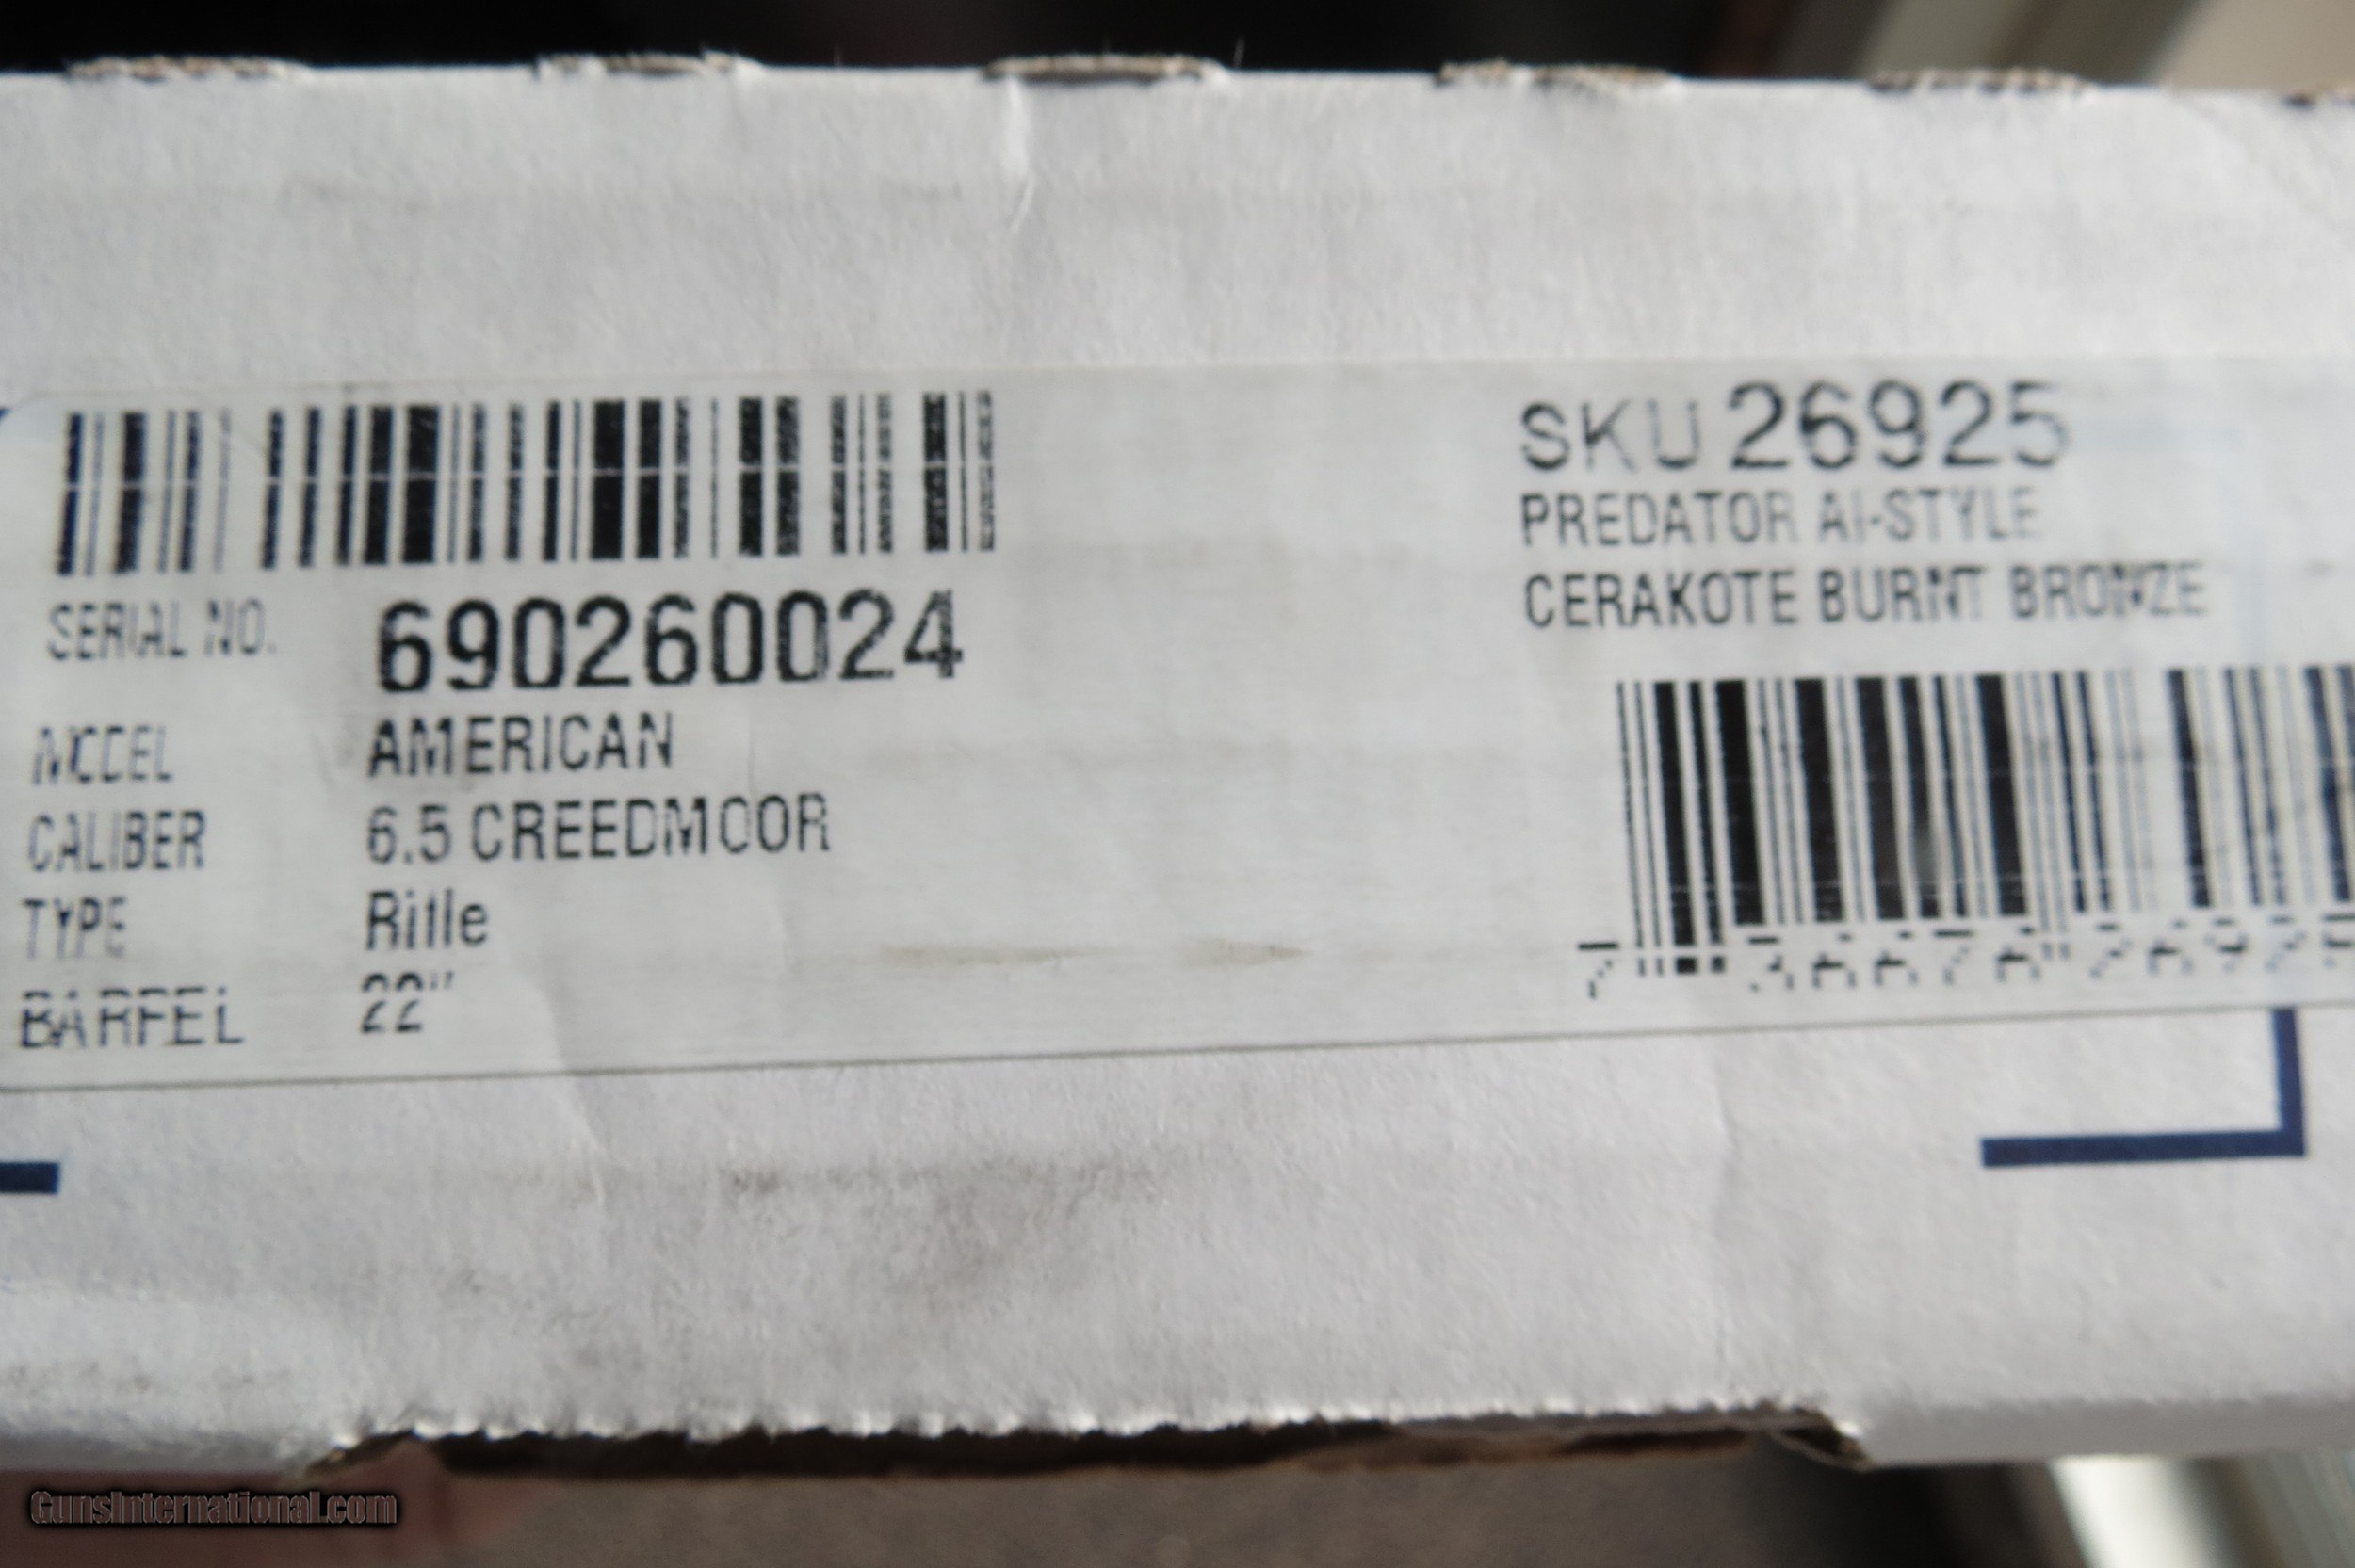 SKU 26925
PREDATOR AI-STYLE
CERAKOTE BURNT BRONZE
SERIAL NO. 690260024
MODEL AMERICAN
CALIBER 6.5 CREEDMOOR
TYPE Rifle
BARREL 22"
GunsInternational.com